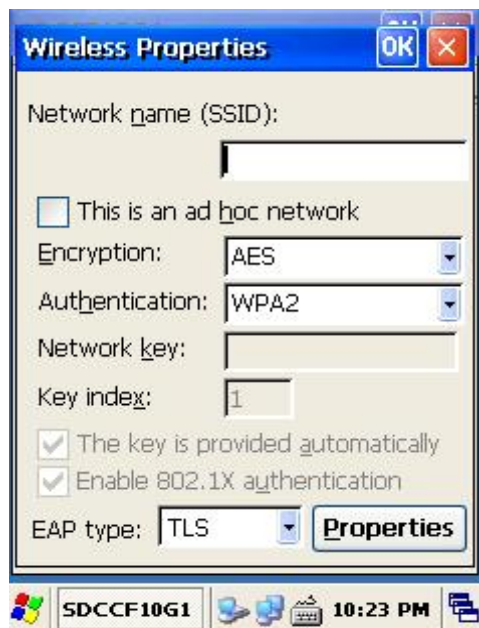 Wireless Properties OK
Network name (SSID):
This is an ad hoc network
Encryption: AES
Authentication: WPA2
Network key:
Key index: 1
The key is provided automatically
Enable 802.1X authentication
EAP type: TLS Properties
SDCCF10G1 10:23 PM